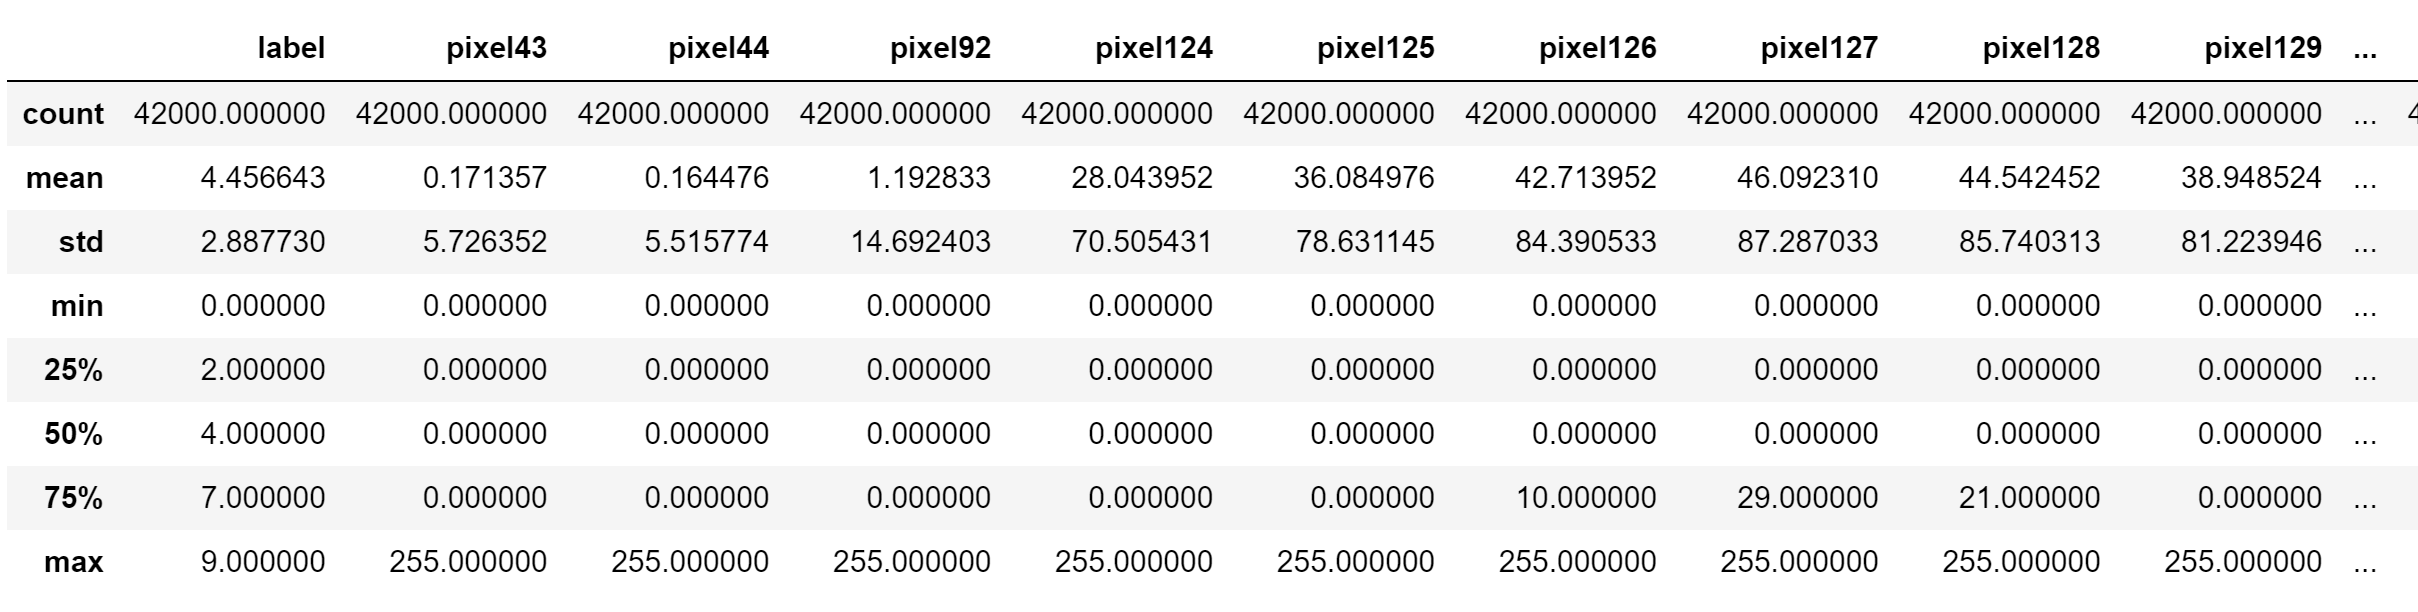 label pixel43 pixel44 pixel92 pixel124 pixel125 pixel126 pixel127 pixel128 pixel129 ...
count 42000.000000 42000.000000 42000.000000 42000.000000 42000.000000 42000.000000 42000.000000 42000.000000 42000.000000 42000.000000 ... 4
mean 4.456643 0.171357 0.164476 1.192833 28.043952 36.084976 42.713952 46.092310 44.542452 38.948524 ...
std 2.887730 5.726352 5.515774 14.692403 70.505431 78.631145 84.390533 87.287033 85.740313 81.223946 ...
min 0.000000 0.000000 0.000000 0.000000 0.000000 0.000000 0.000000 0.000000 0.000000 0.000000 ...
25% 2.000000 0.000000 0.000000 0.000000 0.000000 0.000000 0.000000 0.000000 0.000000 0.000000 ...
50% 4.000000 0.000000 0.000000 0.000000 0.000000 0.000000 0.000000 0.000000 0.000000 0.000000 ...
75% 7.000000 0.000000 0.000000 0.000000 0.000000 0.000000 10.000000 29.000000 21.000000 0.000000 ...
max 9.000000 255.000000 255.000000 255.000000 255.000000 255.000000 255.000000 255.000000 255.000000 255.000000 ...